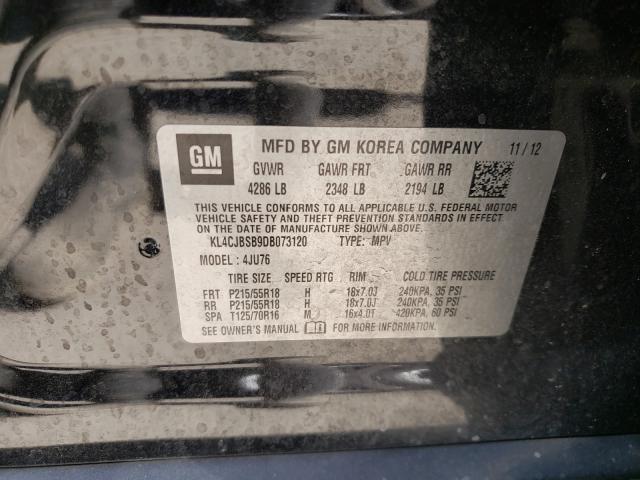 GM MFD BY GM KOREA COMPANY 11/12
GVWR GAWR FRT GAWR RR
4286 LB 2348 LB 2194 LB
THIS VEHICLE CONFORMS TO ALL APPLICABLE U.S. FEDERAL MOTOR
VEHICLE SAFETY AND THEFT PREVENTION STANDARDS IN EFFECT
ON THE DATE OF MANUFACTURE SHOWN ABOVE.
KL4CJBSB9DB073120 TYPE: MPV
MODEL: 4JU76
TIRE SIZE SPEED RTG RIM COLD TIRE PRESSURE
FRT P215/55R18 H 18x7.0J 240KPA, 35 PSI
RR P215/55R18 H 18x7.0J 240KPA, 35 PSI
SPA T125/70R16 M 16x4.0T 420KPA, 60 PSI
SEE OWNER'S MANUAL FOR MORE INFORMATION.